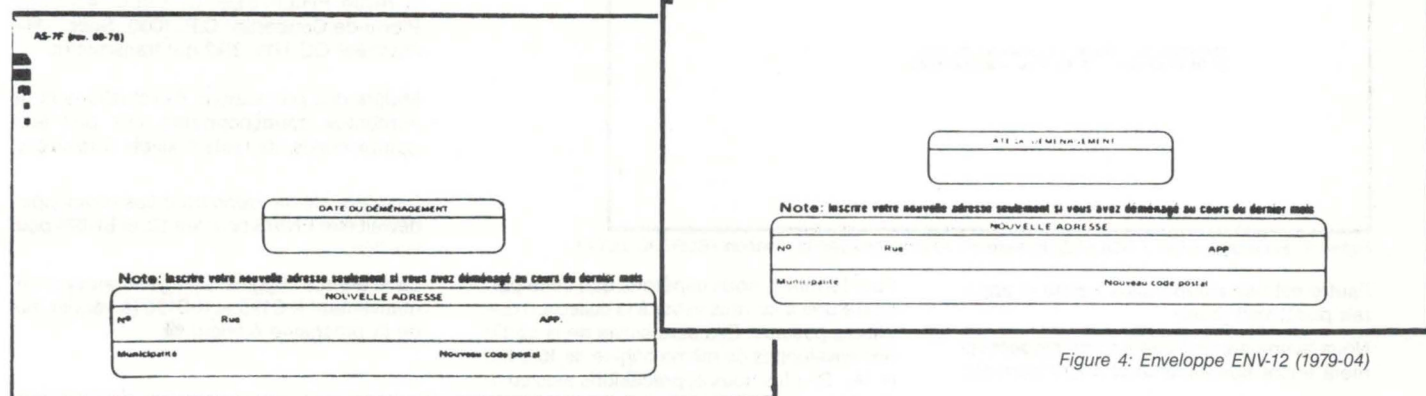 AS-7F (rev. 08-78)
DATE DU DÉMÉNAGEMENT
Note: Inscrire votre nouvelle adresse seulement si vous avez déménagé au cours du dernier mois
NOUVELLE ADRESSE
Nº Rue APP.
Municipalité Nouveau code postal
DÉMÉNAGEMENT
Note: Inscrire votre nouvelle adresse seulement si vous avez déménagé au cours du dernier mois
NOUVELLE ADRESSE
Nº Rue APP
Municipalité Nouveau code postal
Figure 4: Enveloppe ENV-12 (1979-04)